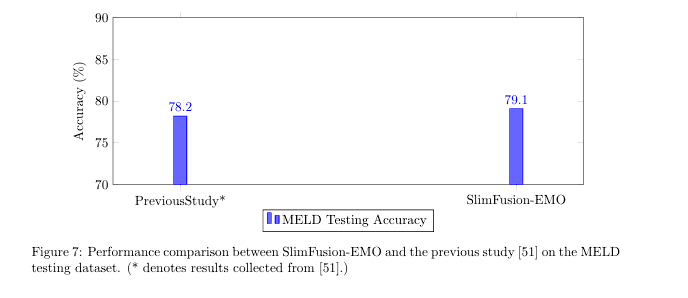 90
85
80
75
70
Accuracy (%)
78.2
79.1
PreviousStudy*
SlimFusion-EMO
MELD Testing Accuracy
Figure 7: Performance comparison between SlimFusion-EMO and the previous study [51] on the MELD
testing dataset. (* denotes results collected from [51].)